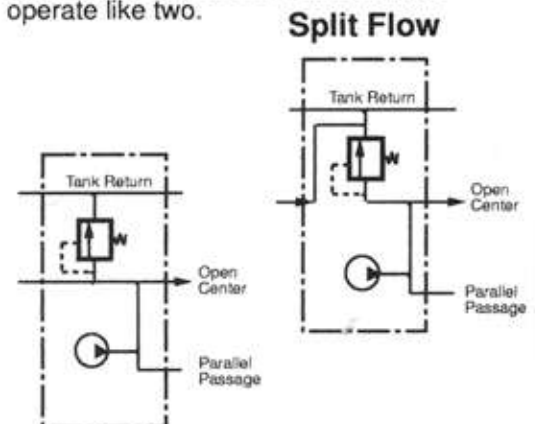 operate like two.
Split Flow
Tank Return
Open
Center
Parallel
Passage
Tank Return
Open
Center
Parallel
Passage